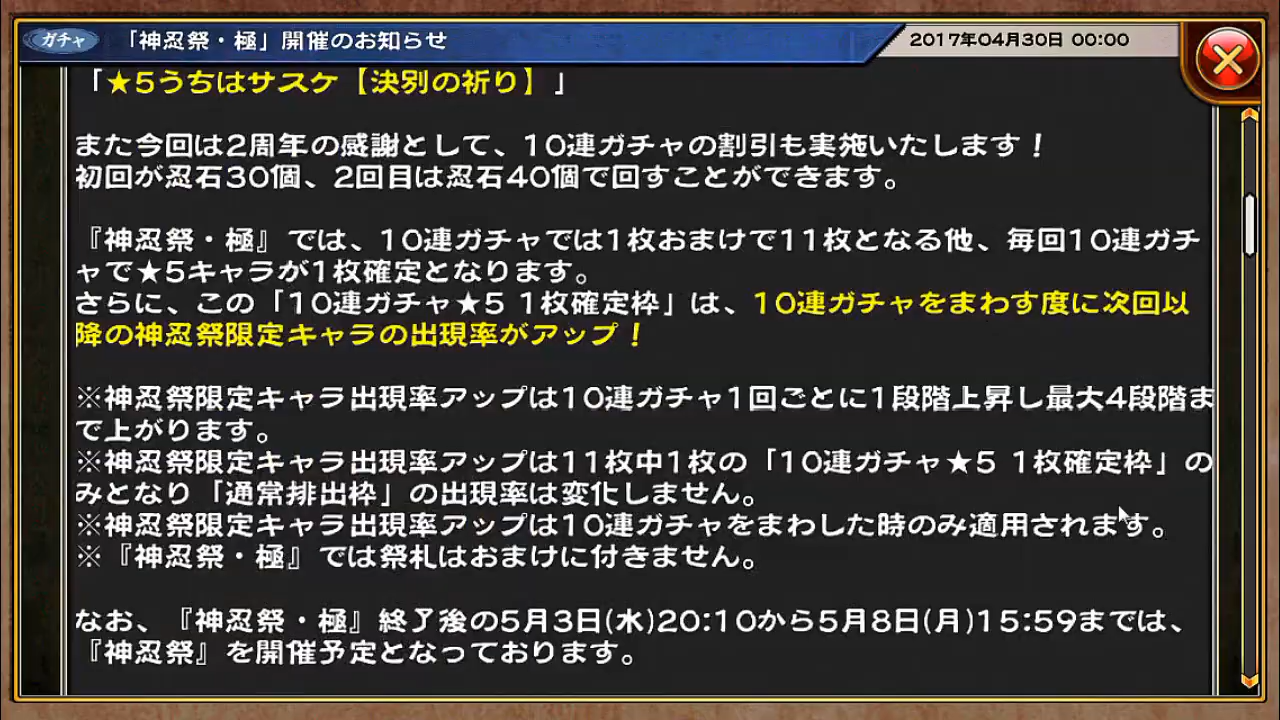 ガチャ
「神忍祭・極」開催のお知らせ
2017年04月30日 00:00
「★5うちはサスケ【決別の祈り】」
また今回は2周年の感謝として、10連ガチャの割引も実施いたします！
初回が忍石30個、2回目は忍石40個で回すことができます。
『神忍祭・極』では、10連ガチャでは1枚おまけで11枚となる他、毎回10連ガチ
ャで★5キャラが1枚確定となります。
さらに、この「10連ガチャ★5 1枚確定枠」は、10連ガチャをまわす度に次回以
降の神忍祭限定キャラの出現率がアップ！
※神忍祭限定キャラ出現率アップは10連ガチャ1回ごとに1段階上昇し最大4段階ま
で上がります。
※神忍祭限定キャラ出現率アップは11枚中1枚の「10連ガチャ★5 1枚確定枠」の
みとなり「通常排出枠」の出現率は変化しません。
※神忍祭限定キャラ出現率アップは10連ガチャをまわした時のみ適用されます。
※『神忍祭・極』では祭札はおまけに付きません。
なお、『神忍祭・極』終了後の5月3日(水)20:10から5月8日(月)15:59までは、
『神忍祭』を開催予定となっております。